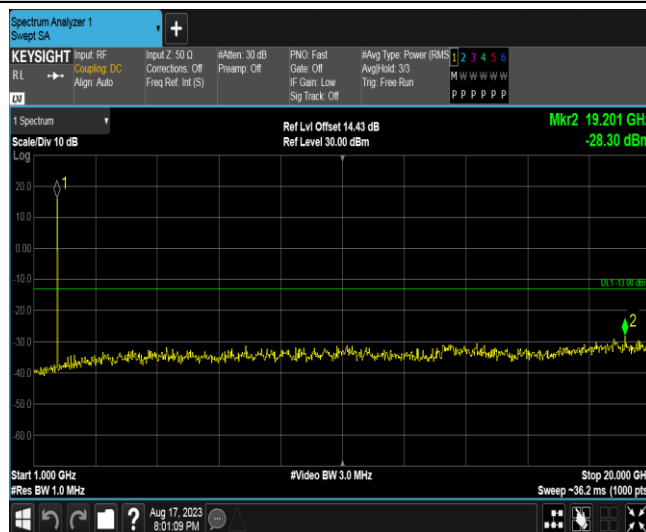 Spectrum Analyzer 1
Swept SA
+
KEYSIGHT
RL
LXI
Input: RF
Coupling: DC
Align: Auto
Input Z: 50 Ω
Corrections: Off
Freq Ref: Int (S)
#Atten: 30 dB
Preamp: Off
PNO: Fast
Gate: Off
IF Gain: Low
Sig Track: Off
#Avg Type: Power (RMS
Avg|Hold: 3/3
Trig: Free Run
1 2 3 4 5 6
M W W W W W
P P P P P P
1 Spectrum
Scale/Div 10 dB
Ref Lvl Offset 14.43 dB
Ref Level 30.00 dBm
Mkr2 19.201 GHz
-28.30 dBm
Log
20.0
10.0
0.00
-10.0
-20.0
-30.0
-40.0
-50.0
-60.0
1
DL1 -13.00 dBm
2
Start 1.000 GHz
#Res BW 1.0 MHz
#Video BW 3.0 MHz
Stop 20.000 GHz
Sweep ~36.2 ms (1000 pts
?
Aug 17, 2023
8:01:09 PM